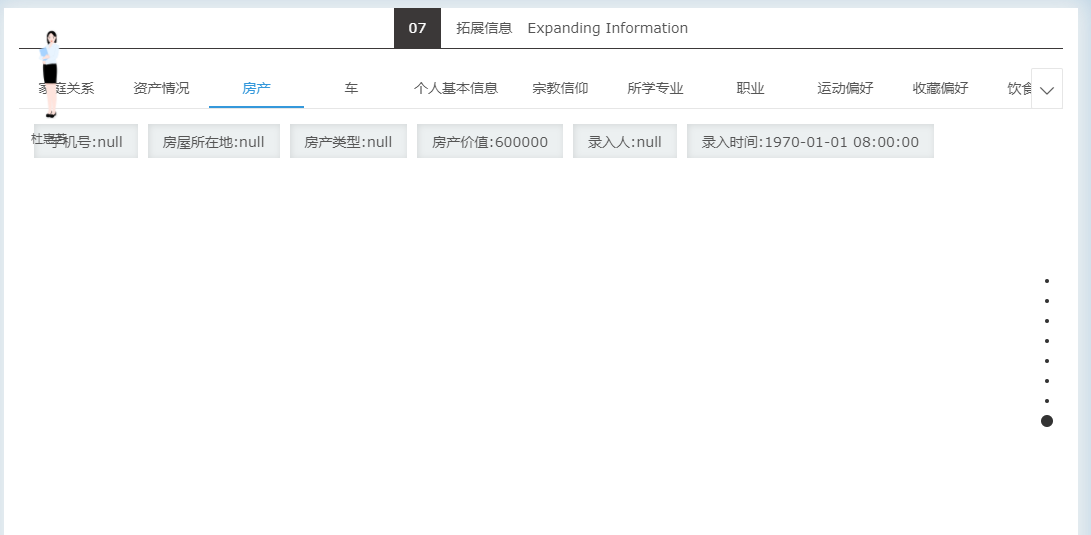 07 拓展信息 Expanding Information
家庭关系 资产情况 房产 车 个人基本信息 宗教信仰 所学专业 职业 运动偏好 收藏偏好 饮食
手机号:null 房屋所在地:null 房产类型:null 房产价值:600000 录入人:null 录入时间:1970-01-01 08:00:00